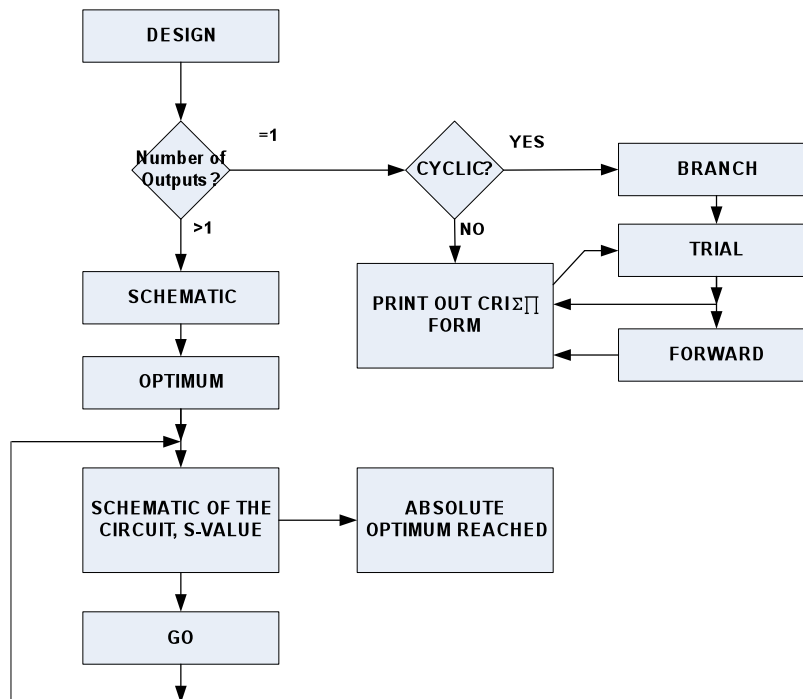 DESIGN
Number of
Outputs?
=1
>1
CYCLIC?
YES
NO
BRANCH
TRIAL
FORWARD
PRINT OUT CRIΣ∏
FORM
SCHEMATIC
OPTIMUM
SCHEMATIC OF THE
CIRCUIT, S-VALUE
ABSOLUTE
OPTIMUM REACHED
GO